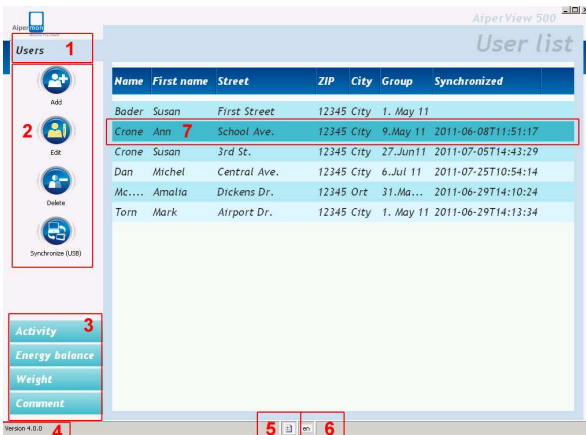 Aipermon
AiperView 500
Users 1
User list
Add
2
Edit
Delete
Synchronize (USB)
Name First name Street ZIP City Group Synchronized
Bader Susan First Street 12345 City 1. May 11
Crone Ann 7 School Ave. 12345 City 9.May 11 2011-06-08T11:51:17
Crone Susan 3rd St. 12345 City 27.Jun11 2011-07-05T14:43:29
Dan Michel Central Ave. 12345 City 6.Jul 11 2011-07-25T10:54:14
Mc.... Amalia Dickens Dr. 12345 Ort 31.Ma... 2011-06-29T14:10:24
Torn Mark Airport Dr. 12345 City 1. May 11 2011-06-29T14:13:34
Activity 3
Energy balance
Weight
Comment
Version 4.0.0 4
5 en 6